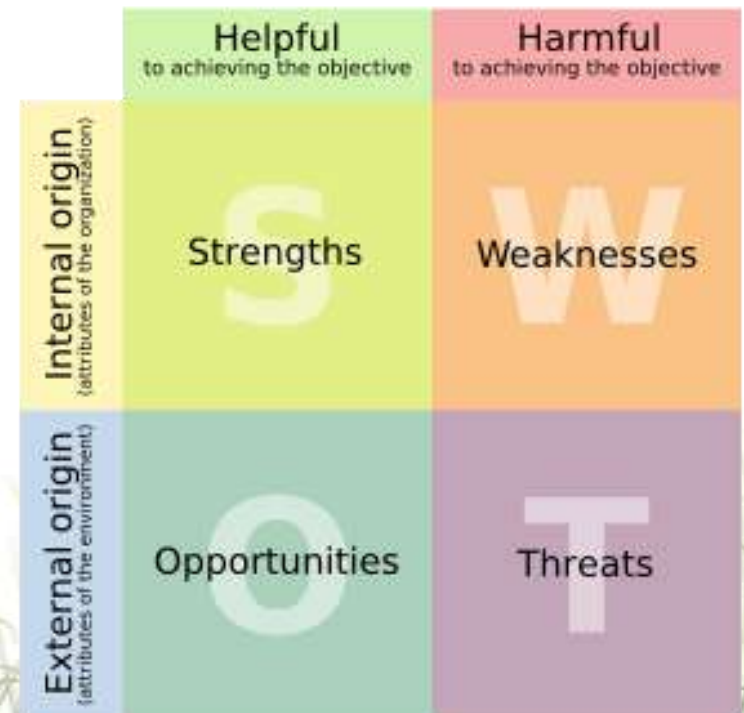 Helpful
to achieving the objective
Harmful
to achieving the objective
Internal origin
(attributes of the organization)
S
Strengths
W
Weaknesses
External origin
(attributes of the environment)
O
Opportunities
T
Threats